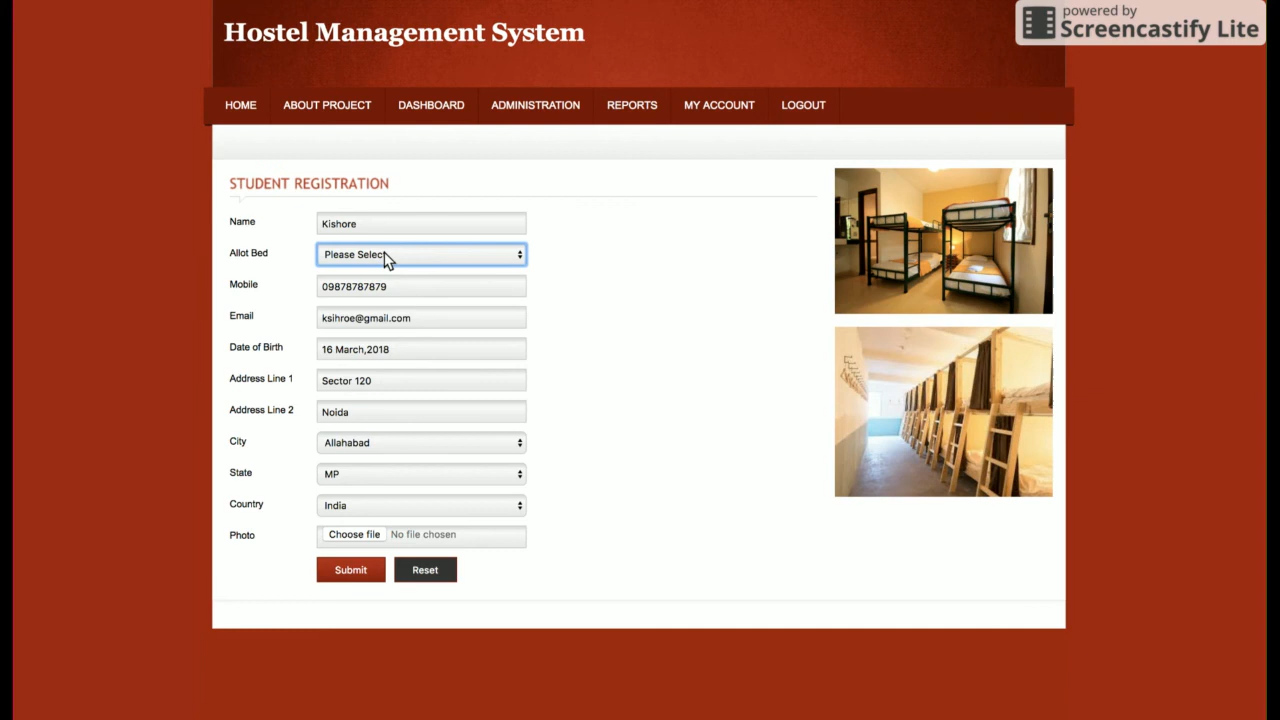 Hostel Management System
powered by
Screencastify Lite
HOME ABOUT PROJECT DASHBOARD ADMINISTRATION REPORTS MY ACCOUNT LOGOUT
STUDENT REGISTRATION
Name Kishore
Allot Bed Please Select
Mobile 09878787879
Email ksihroe@gmail.com
Date of Birth 16 March,2018
Address Line 1 Sector 120
Address Line 2 Noida
City Allahabad
State MP
Country India
Photo Choose file No file chosen
Submit Reset